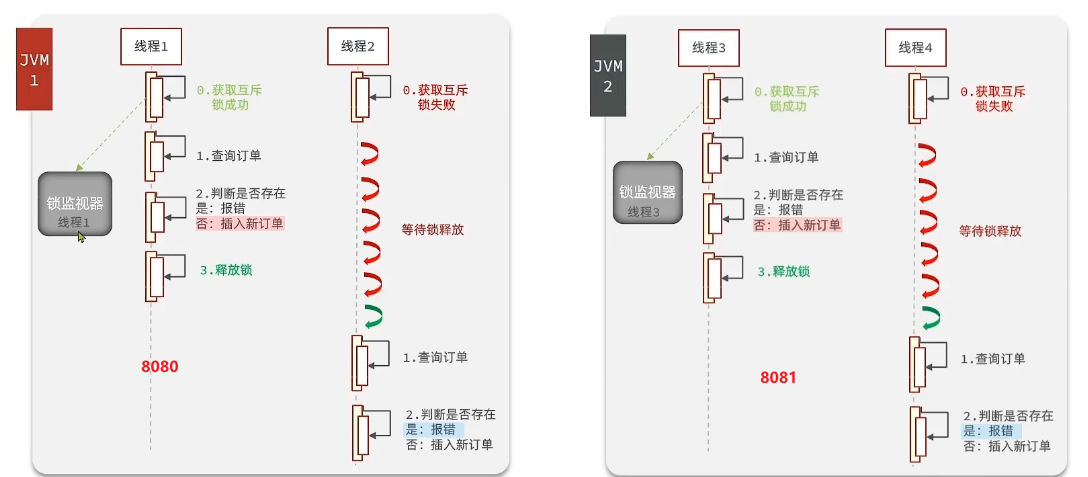 JVM
1
线程1
线程2
0.获取互斥
锁成功
0.获取互斥
锁失败
1.查询订单
锁监视器
线程1
2.判断是否存在
是：报错
否：插入新订单
等待锁释放
3.释放锁
8080
1.查询订单
2.判断是否存在
是：报错
否：插入新订单
JVM
2
线程3
线程4
0.获取互斥
锁成功
0.获取互斥
锁失败
1.查询订单
锁监视器
线程3
2.判断是否存在
是：报错
否：插入新订单
等待锁释放
3.释放锁
8081
1.查询订单
2.判断是否存在
是：报错
否：插入新订单